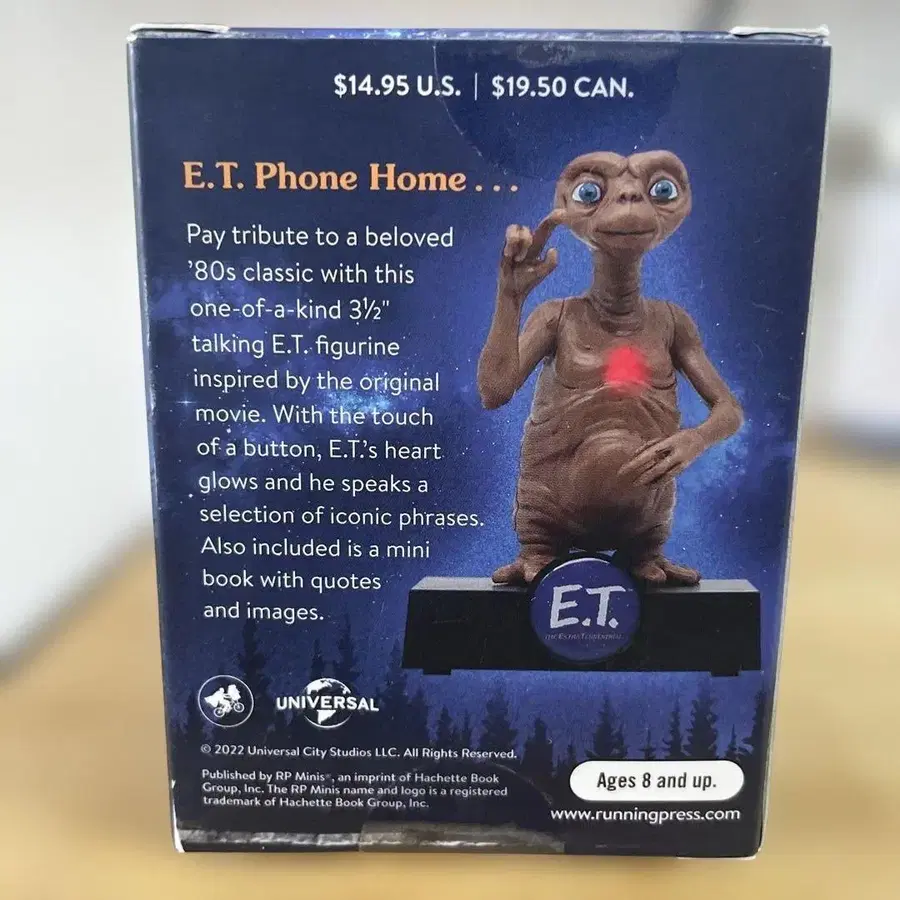 $14.95 U.S. | $19.50 CAN.
E.T. Phone Home . . .
Pay tribute to a beloved
'80s classic with this
one-of-a-kind 3½"
talking E.T. figurine
inspired by the original
movie. With the touch
of a button, E.T.'s heart
glows and he speaks a
selection of iconic phrases.
Also included is a mini
book with quotes
and images.
E.T.
THE EXTRA-TERRESTRIAL
UNIVERSAL
© 2022 Universal City Studios LLC. All Rights Reserved.
Published by RP Minis®, an imprint of Hachette Book
Group, Inc. The RP Minis name and logo is a registered
trademark of Hachette Book Group, Inc.
Ages 8 and up.
www.runningpress.com